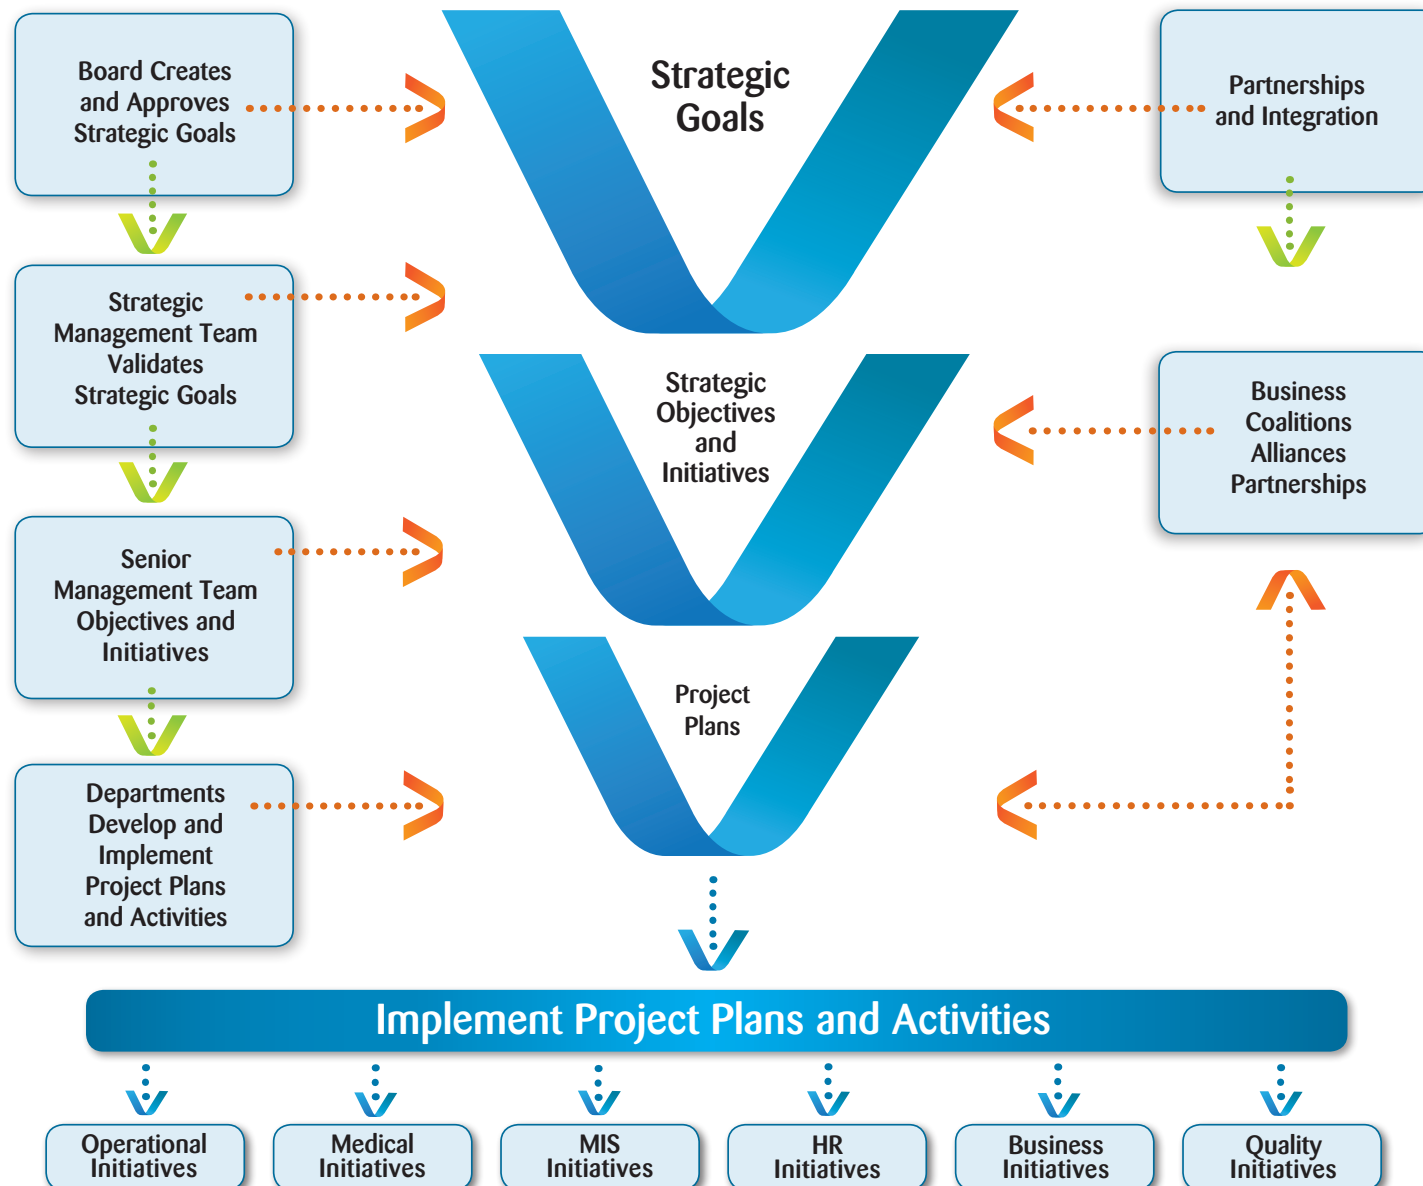 Board Creates
and Approves
Strategic Goals
Strategic
Goals
Partnerships
and Integration
Strategic
Management Team
Validates
Strategic Goals
Strategic
Objectives
and
Initiatives
Business
Coalitions
Alliances
Partnerships
Senior
Management Team
Objectives and
Initiatives
Project
Plans
Departments
Develop and
Implement
Project Plans
and Activities
Implement Project Plans and Activities
Operational
Initiatives
Medical
Initiatives
MIS
Initiatives
HR
Initiatives
Business
Initiatives
Quality
Initiatives